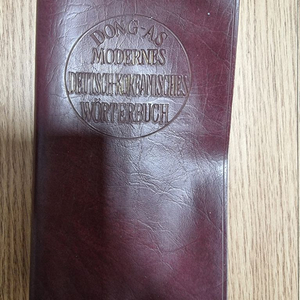 DONG-A'S
MODERNES
DEUTSCH-KOREANISCHES
WÖRTERBUCH